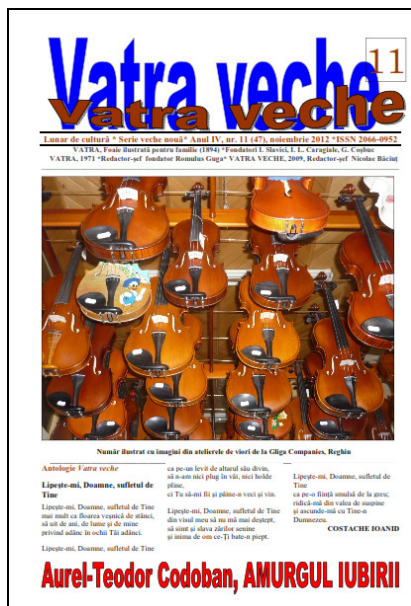 Vatra veche 11
Vatra veche
Lunar de cultură * Serie veche nouă* Anul IV, nr. 11 (47), noiembrie 2012 *ISSN 2066-0952
VATRA, Foaie ilustrată pentru familie (1894) *Fondatori I. Slavici, I. L. Caragiale, G. Coşbuc
VATRA, 1971 *Redactor-şef fondator Romulus Guga* VATRA VECHE, 2009, Redactor-şef Nicolae Băciuţ
Număr ilustrat cu imagini din atelierele de viori de la Gliga Companies, Reghin
Antologie Vatra veche
Lipeşte-mi, Doamne, sufletul de
Tine
Lipeşte-mi, Doamne, sufletul de Tine
mai mult ca floarea veşnică de stânci,
să uit de ani, de lume şi de mine
privind adânc în ochii Tăi adânci.
Lipeşte-mi, Doamne, sufletul de Tine
ca pe-un levit de altarul său divin,
să n-am nici plug în văi, nici holde
pline,
ci Tu să-mi fii şi pâine-n veci şi vin.
Lipeşte-mi, Doamne, sufletul de Tine
din visul meu să nu mă mai deştept,
să simt şi slava zărilor senine
şi inima de om ce-Ţi bate-n piept.
Lipeşte-mi, Doamne, sufletul de
Tine
ca pe-o fiinţă smulsă de la greu;
ridică-mă din valea de suspine
şi ascunde-mă cu Tine-n
Dumnezeu.
COSTACHE IOANID
Aurel-Teodor Codoban, AMURGUL IUBIRII